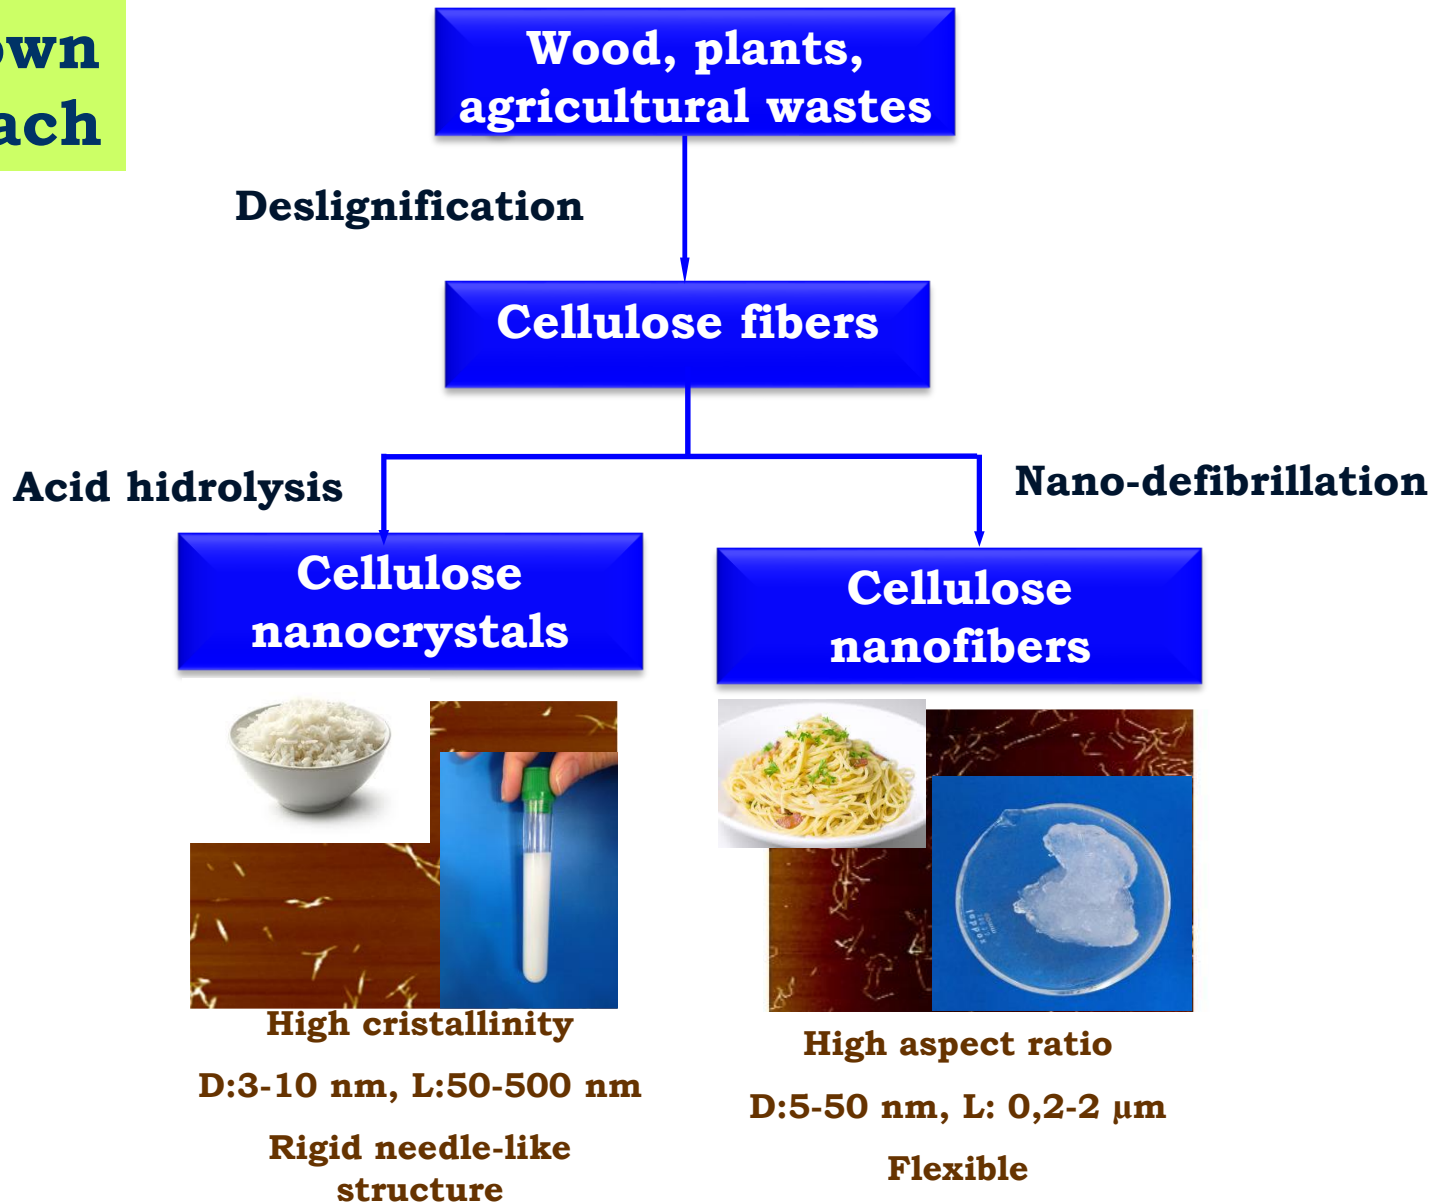 own
ach
Wood, plants,
agricultural wastes
Deslignification
Cellulose fibers
Acid hidrolysis
Nano-defibrillation
Cellulose
nanocrystals
Cellulose
nanofibers
High cristallinity
D:3-10 nm, L:50-500 nm
Rigid needle-like
structure
High aspect ratio
D:5-50 nm, L: 0,2-2 µm
Flexible